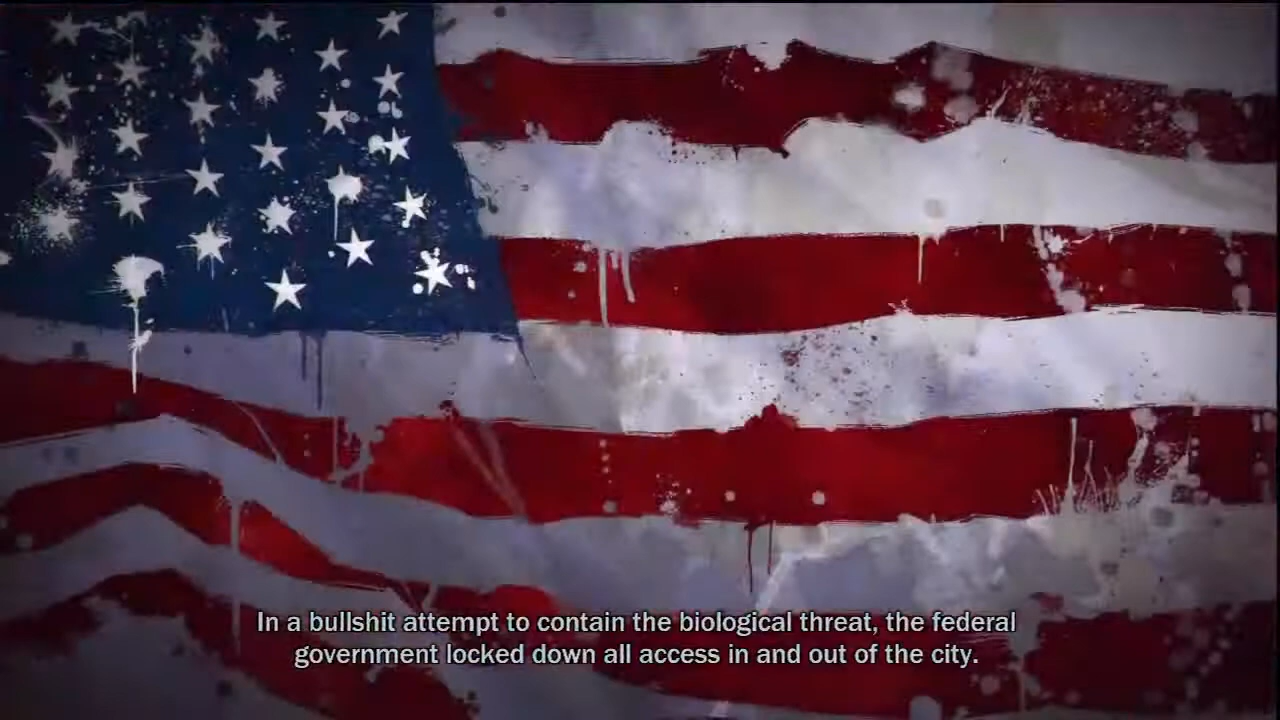 In a bullshit attempt to contain the biological threat, the federal
government locked down all access in and out of the city.